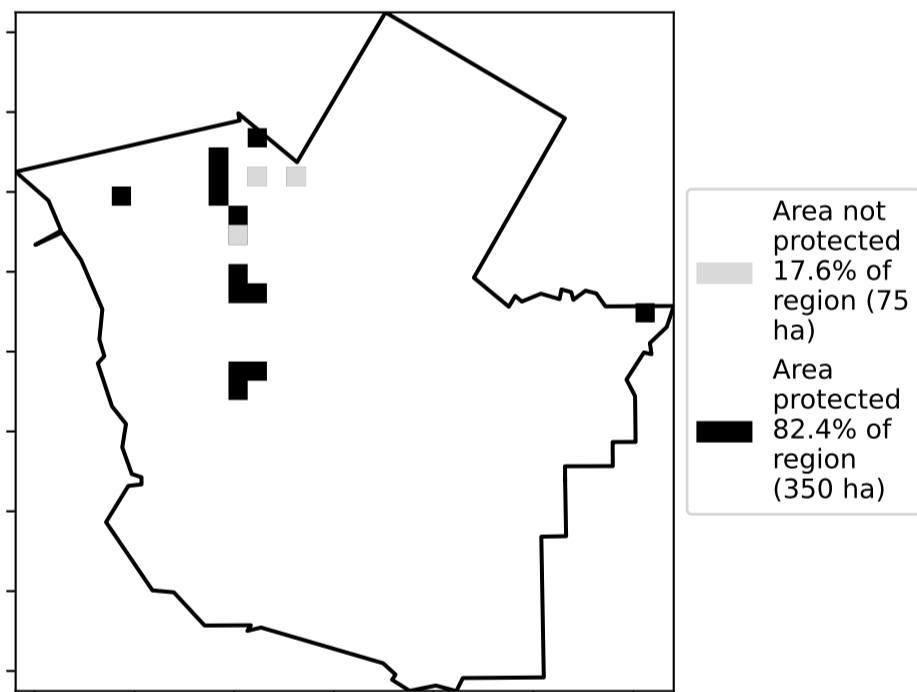 Area not
protected
17.6% of
region (75
ha)
Area
protected
82.4% of
region
(350 ha)